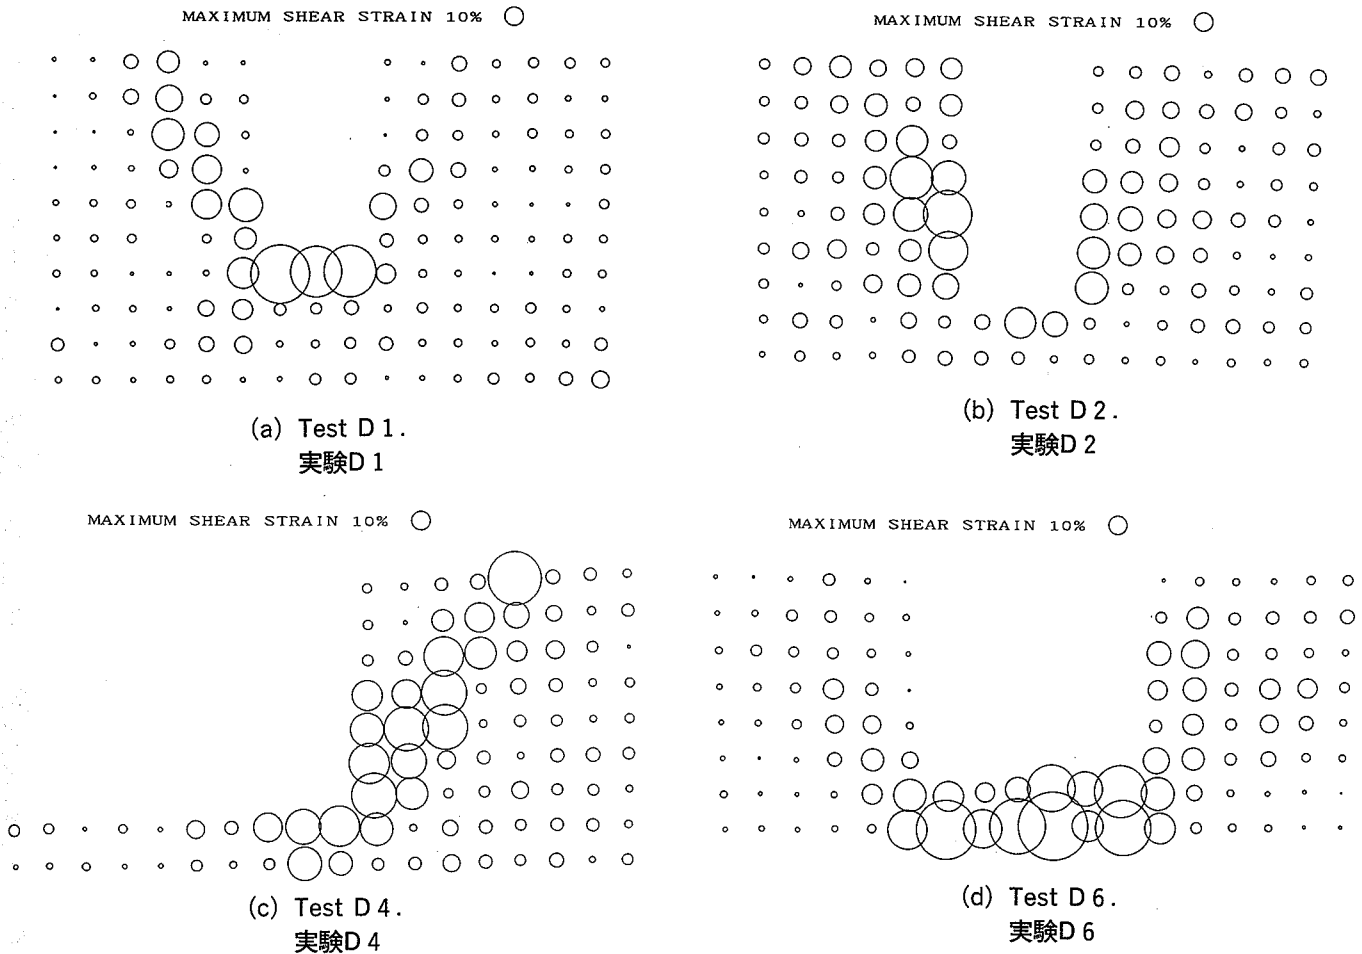 MAXIMUM SHEAR STRAIN 10%
(a) Test D 1.
実験D 1
MAXIMUM SHEAR STRAIN 10%
(b) Test D 2.
実験D 2
MAXIMUM SHEAR STRAIN 10%
(c) Test D 4.
実験D 4
MAXIMUM SHEAR STRAIN 10%
(d) Test D 6.
実験D 6